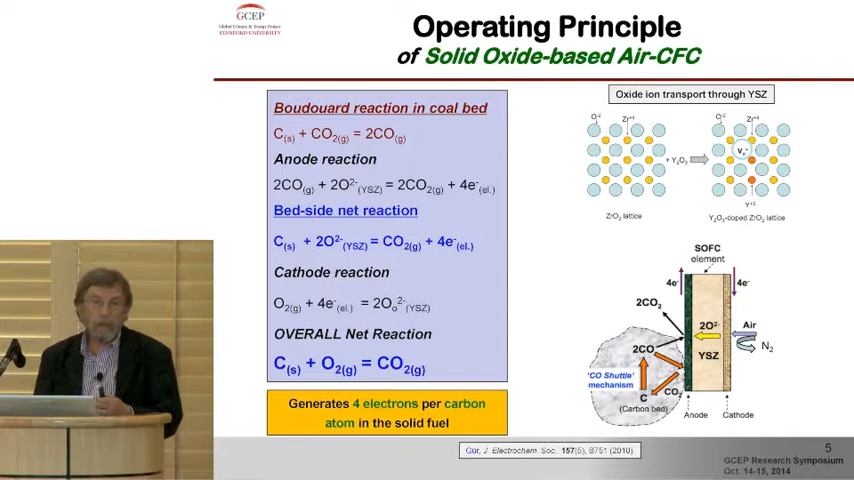 GCEP
Global Climate & Energy Project
STANFORD UNIVERSITY
Operating Principle
of Solid Oxide-based Air-CFC
Boudouard reaction in coal bed
C(s) + CO2(g) = 2CO(g)
Anode reaction
2CO(g) + 2O2-(YSZ) = 2CO2(g) + 4e-(el.)
Bed-side net reaction
C(s) + 2O2-(YSZ) = CO2(g) + 4e-(el.)
Cathode reaction
O2(g) + 4e-(el.) = 2Oo2-(YSZ)
OVERALL Net Reaction
C(s) + O2(g) = CO2(g)
Generates 4 electrons per carbon
atom in the solid fuel
Oxide ion transport through YSZ
O-2
Zr+4
O-2
Zr+4
+ Y2O3
Y+3
ZrO2 lattice
Y2O3-doped ZrO2 lattice
SOFC
element
4e-
4e-
2CO2
2O2-
Air
N2
2CO
YSZ
'CO Shuttle'
mechanism
C
CO2
(Carbon bed)
Anode
Cathode
Gür, J. Electrochem. Soc., 157(5), B751 (2010)
5
GCEP Research Symposium
Oct. 14-15, 2014